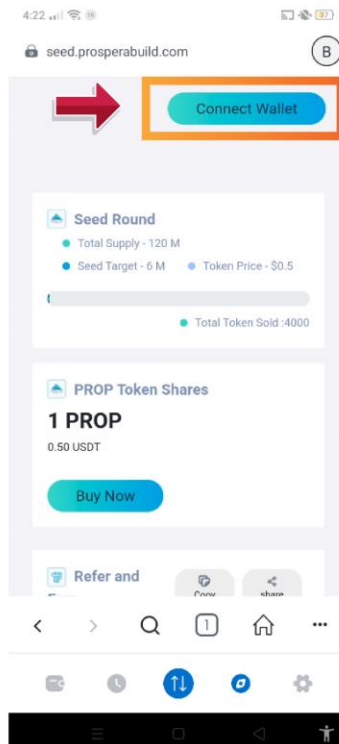 4:22
37
seed.prosperabuild.com
B
Connect Wallet
Seed Round
Total Supply - 120 M
Seed Target - 6 M
Token Price - $0.5
Total Token Sold :4000
PROP Token Shares
1 PROP
0.50 USDT
Buy Now
Refer and
Copy
share
1